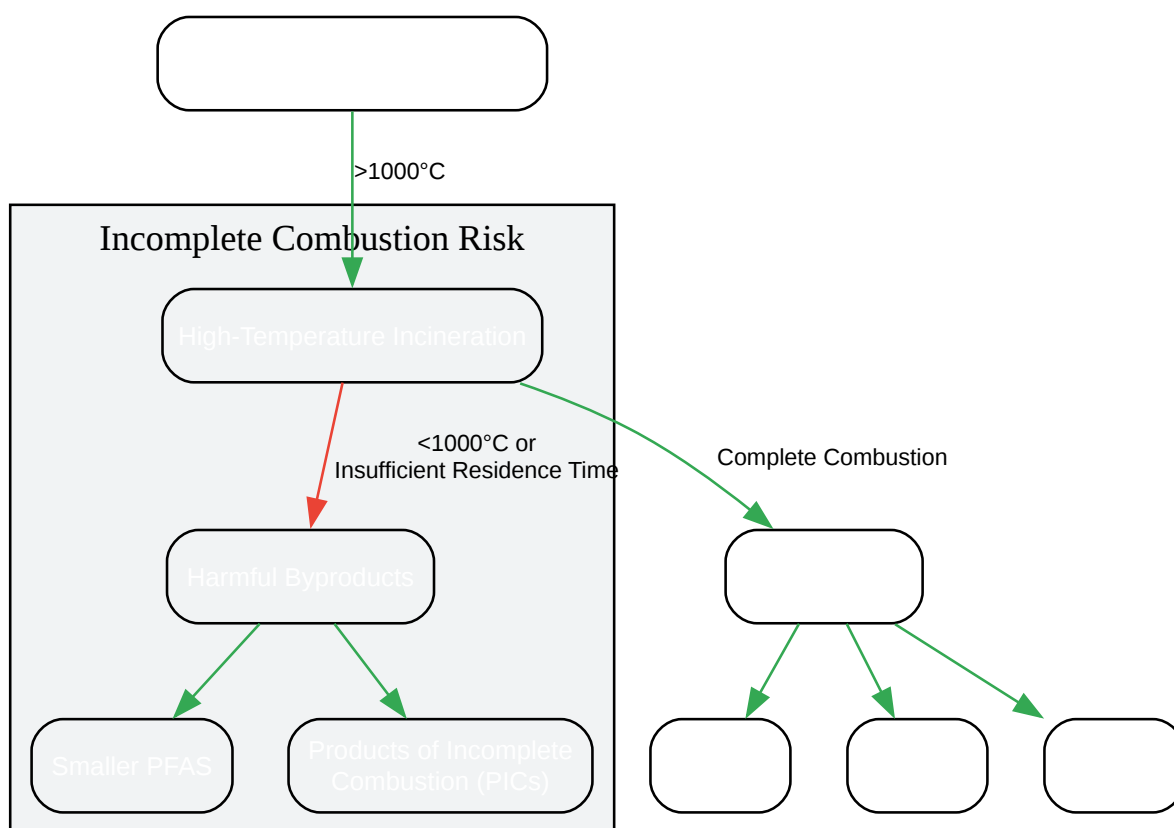 >1000°C
Incomplete Combustion Risk
High-Temperature Incineration
<1000°C or
Insufficient Residence Time
Complete Combustion
Harmful Byproducts
Smaller PFAS
Products of Incomplete
Combustion (PICs)